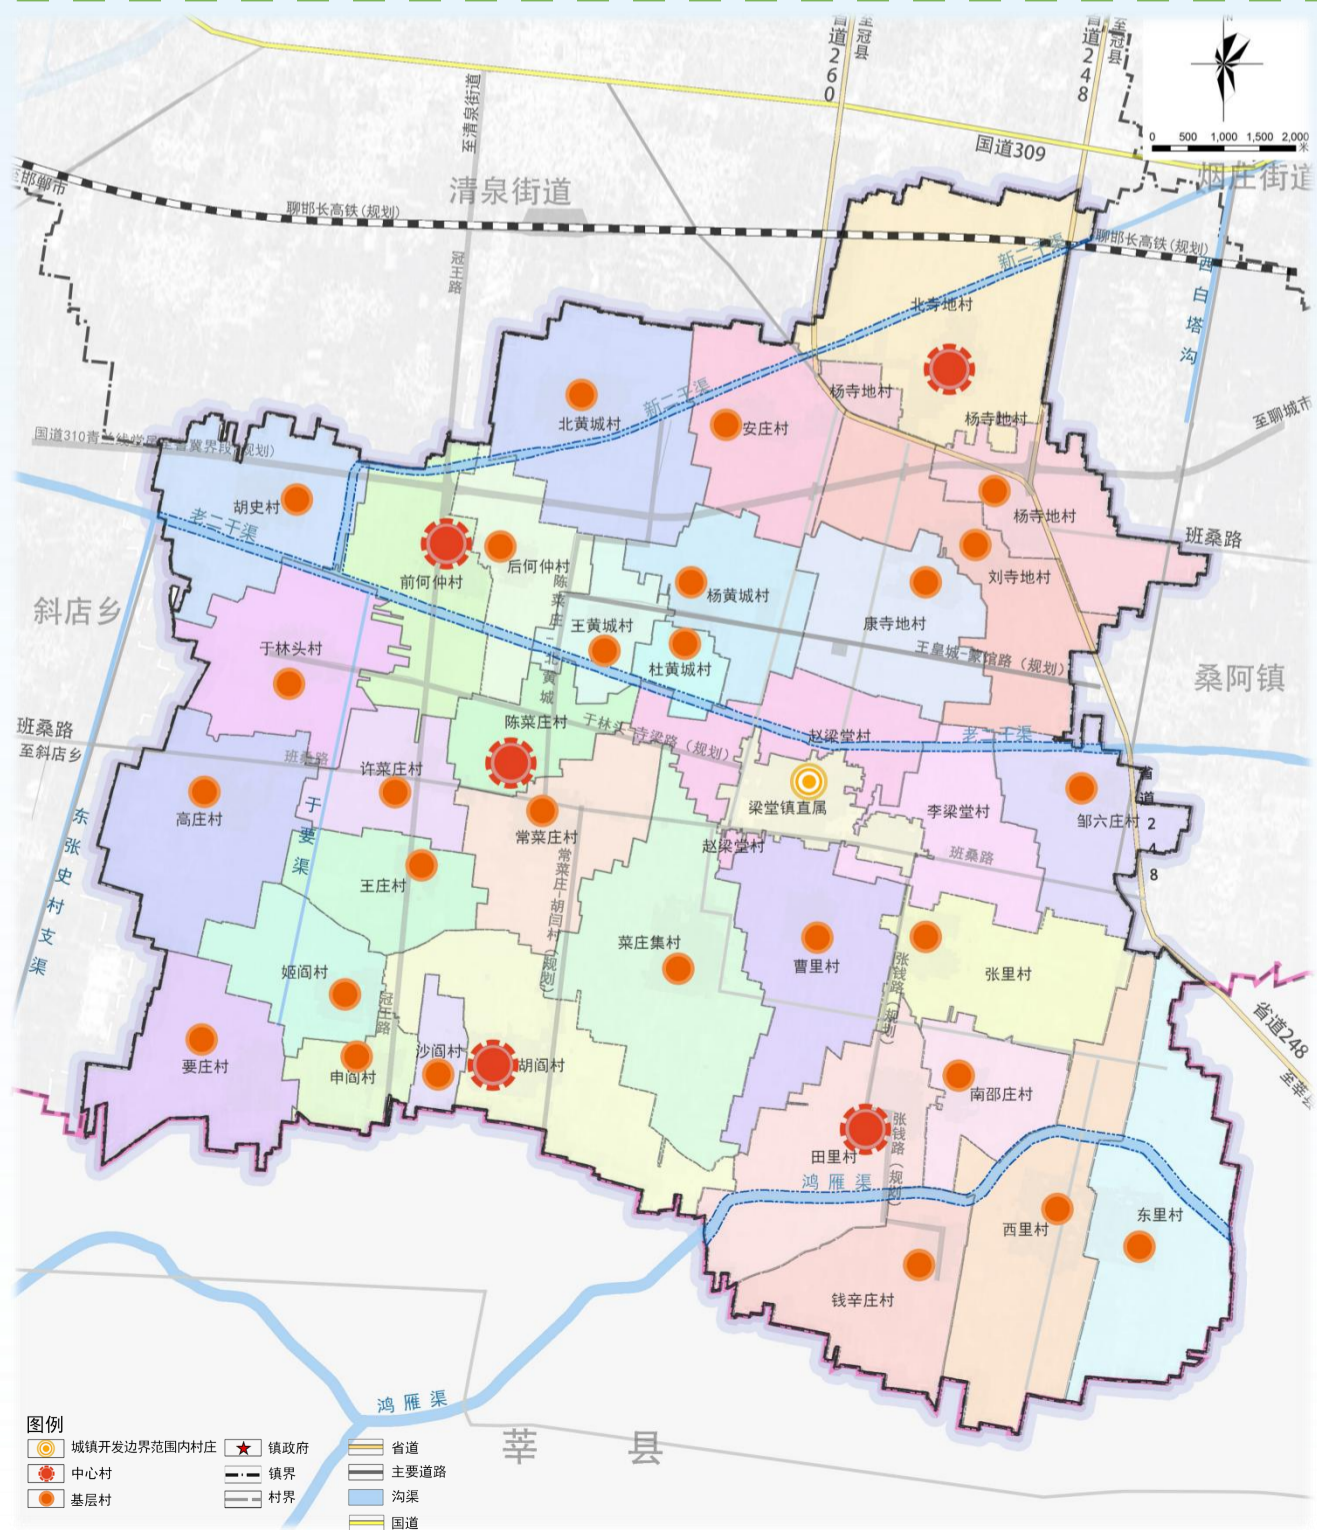 省道260
至冠县
省道248
至冠县
N
0 500 1,000 1,500 2,000
米
国道309
烟庄街道
至清泉街道
清泉街道
至邯郸市
聊邯长高铁(规划)
聊邯长高铁(规划)
新二干渠
西白塔沟
冠王路
北寺地村
杨寺地村
杨寺地村
新二干渠
北黄城村
安庄村
至聊城市
胡史村
老二干渠
杨寺地村
班桑路
前何仲村
后何仲村
刘寺地村
斜店乡
杨黄城村
康寺地村
王黄城村
杜黄城村
王皇城-蒙馆路（规划）
于林头村
陈菜庄-北黄城
桑阿镇
陈菜庄村
于林头-寺梁路（规划）
赵梁堂村
老二干渠
班桑路
至斜店乡
班桑路
许菜庄村
高庄村
于要渠
常菜庄村
梁堂镇直属
李梁堂村
邹六庄村
省道248
赵梁堂村
班桑路
东张史村支渠
王庄村
常菜庄-胡闫村（规划）
菜庄集村
曹里村
张里村
张钱路（规划）
姬阎村
冠王路
省道248
至莘县
要庄村
申阎村
沙阎村
胡阎村
南邵庄村
田里村
张钱路（规划）
鸿雁渠
西里村
东里村
钱辛庄村
鸿雁渠
莘县
图例
城镇开发边界范围内村庄
镇政府
省道
中心村
镇界
主要道路
基层村
村界
沟渠
国道